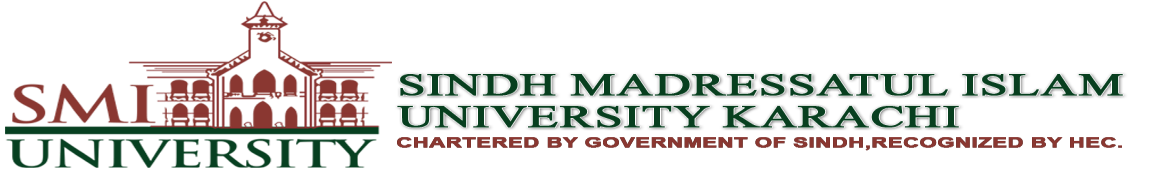 SMI
UNIVERSITY
SINDH MADRESSATUL ISLAM
UNIVERSITY KARACHI
CHARTERED BY GOVERNMENT OF SINDH,RECOGNIZED BY HEC.